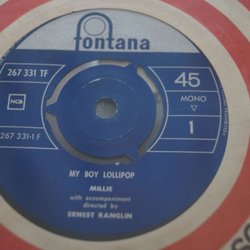 fontana
267 331 TF
45
NCB
MONO
267 331-1 F
1
MY BOY LOLLIPOP
MILLIE
with accompaniment
directed by
ERNEST RANGLIN